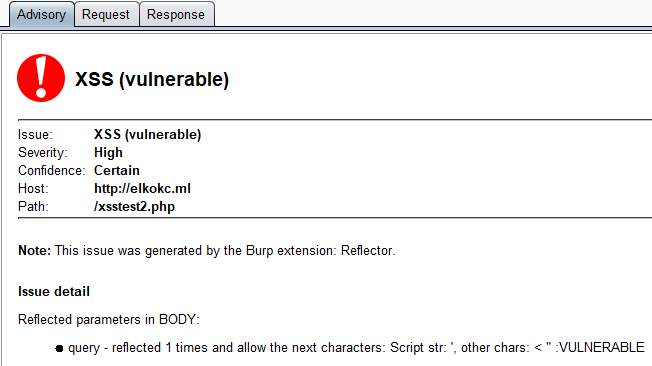 Advisory Request Response
XSS (vulnerable)
Issue: XSS (vulnerable)
Severity: High
Confidence: Certain
Host: http://elkokc.ml
Path: /xsstest2.php
Note: This issue was generated by the Burp extension: Reflector.
Issue detail
Reflected parameters in BODY:
● query - reflected 1 times and allow the next characters: Script str: ', other chars: < " :VULNERABLE